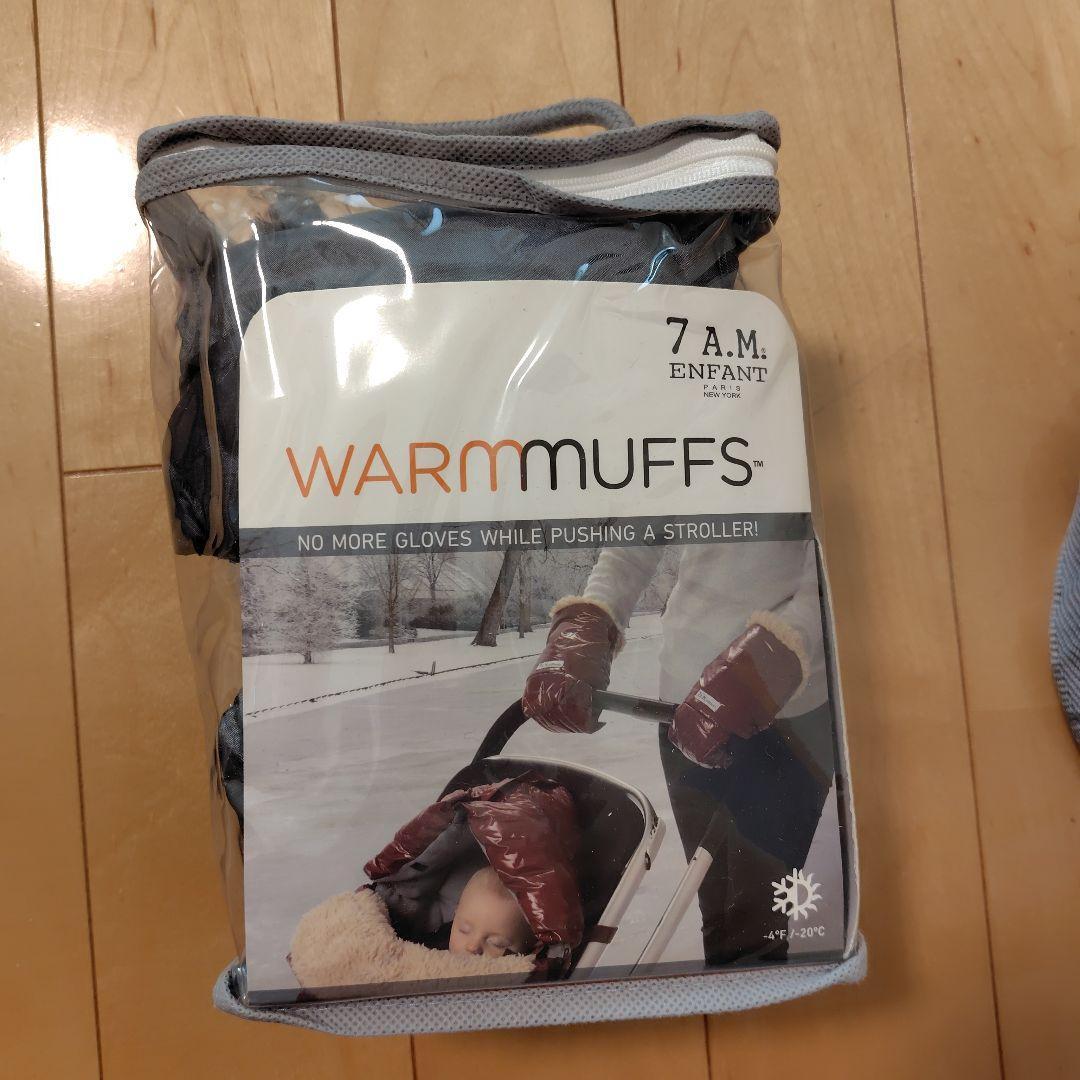 7 A.M.®
ENFANT
PARIS
NEW YORK
WARMMUFFS™
NO MORE GLOVES WHILE PUSHING A STROLLER!
-4°F /-20°C